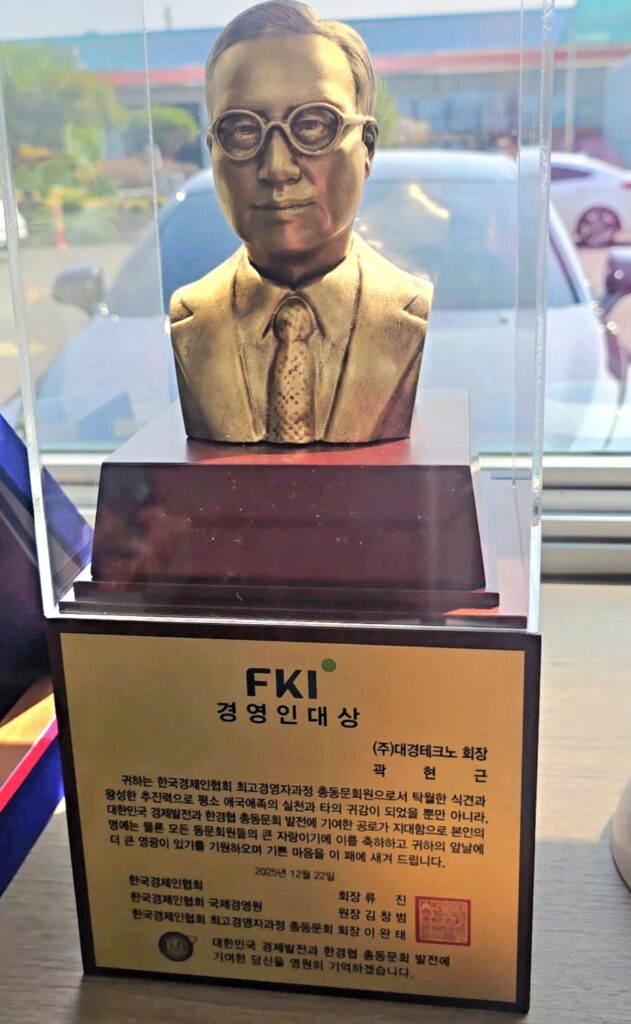 FKI
경영인대상
(주)대경테크노 회장
곽 현 근
귀하는 한국경제인협회 최고경영자과정 총동문회원으로서 탁월한 식견과
왕성한 추진력으로 평소 애국애족의 실천과 타의 귀감이 되었을 뿐만 아니라,
대한민국 경제발전과 한경협 총동문회 발전에 기여한 공로가 지대함으로 본인의
명예는 물론 모든 동문회원들의 큰 자랑이기에 이를 축하하고 귀하의 앞날에
더 큰 영광이 있기를 기원하오며 기쁜 마음을 이 패에 새겨 드립니다.
2025년 12월 22일
한국경제인협회 회장 류 진
한국경제인협회 국제경영원 원장 김창범
한국경제인협회 최고경영자과정 총동문회 회장 이완태
대한민국 경제발전과 한경협 총동문회 발전에
기여한 당신을 영원히 기억하겠습니다.